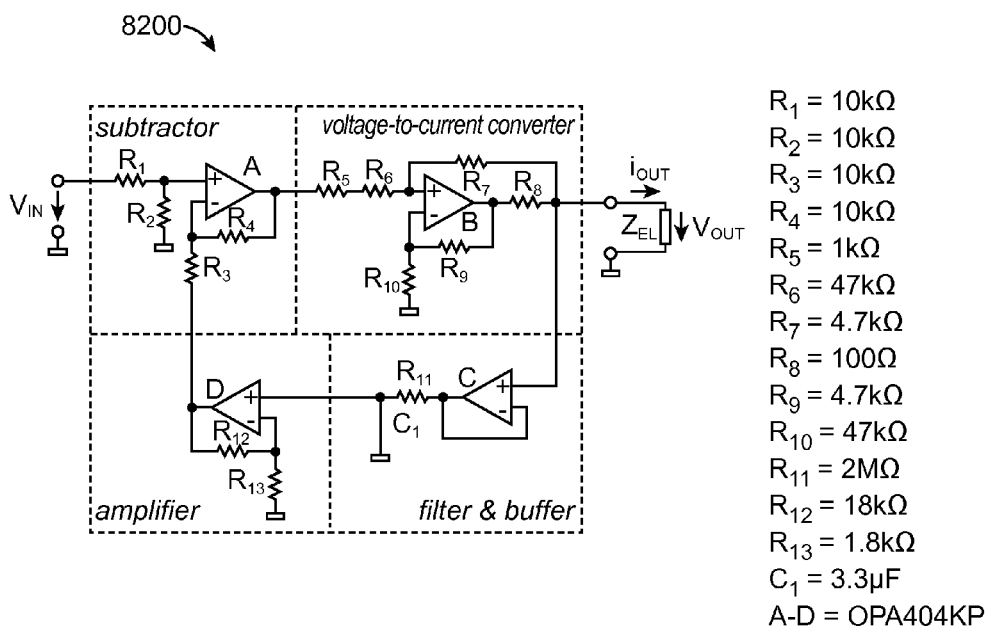 8200
subtractor
voltage-to-current converter
R1
A
VIN
R2
R4
R3
R5
R6
R7
R8
B
R9
R10
iOUT
ZEL
VOUT
D
R11
C
C1
R12
R13
amplifier
filter & buffer
+
-
+
-
+
-
+
-
R1 = 10kΩ
R2 = 10kΩ
R3 = 10kΩ
R4 = 10kΩ
R5 = 1kΩ
R6 = 47kΩ
R7 = 4.7kΩ
R8 = 100Ω
R9 = 4.7kΩ
R10 = 47kΩ
R11 = 2MΩ
R12 = 18kΩ
R13 = 1.8kΩ
C1 = 3.3µF
A-D = OPA404KP